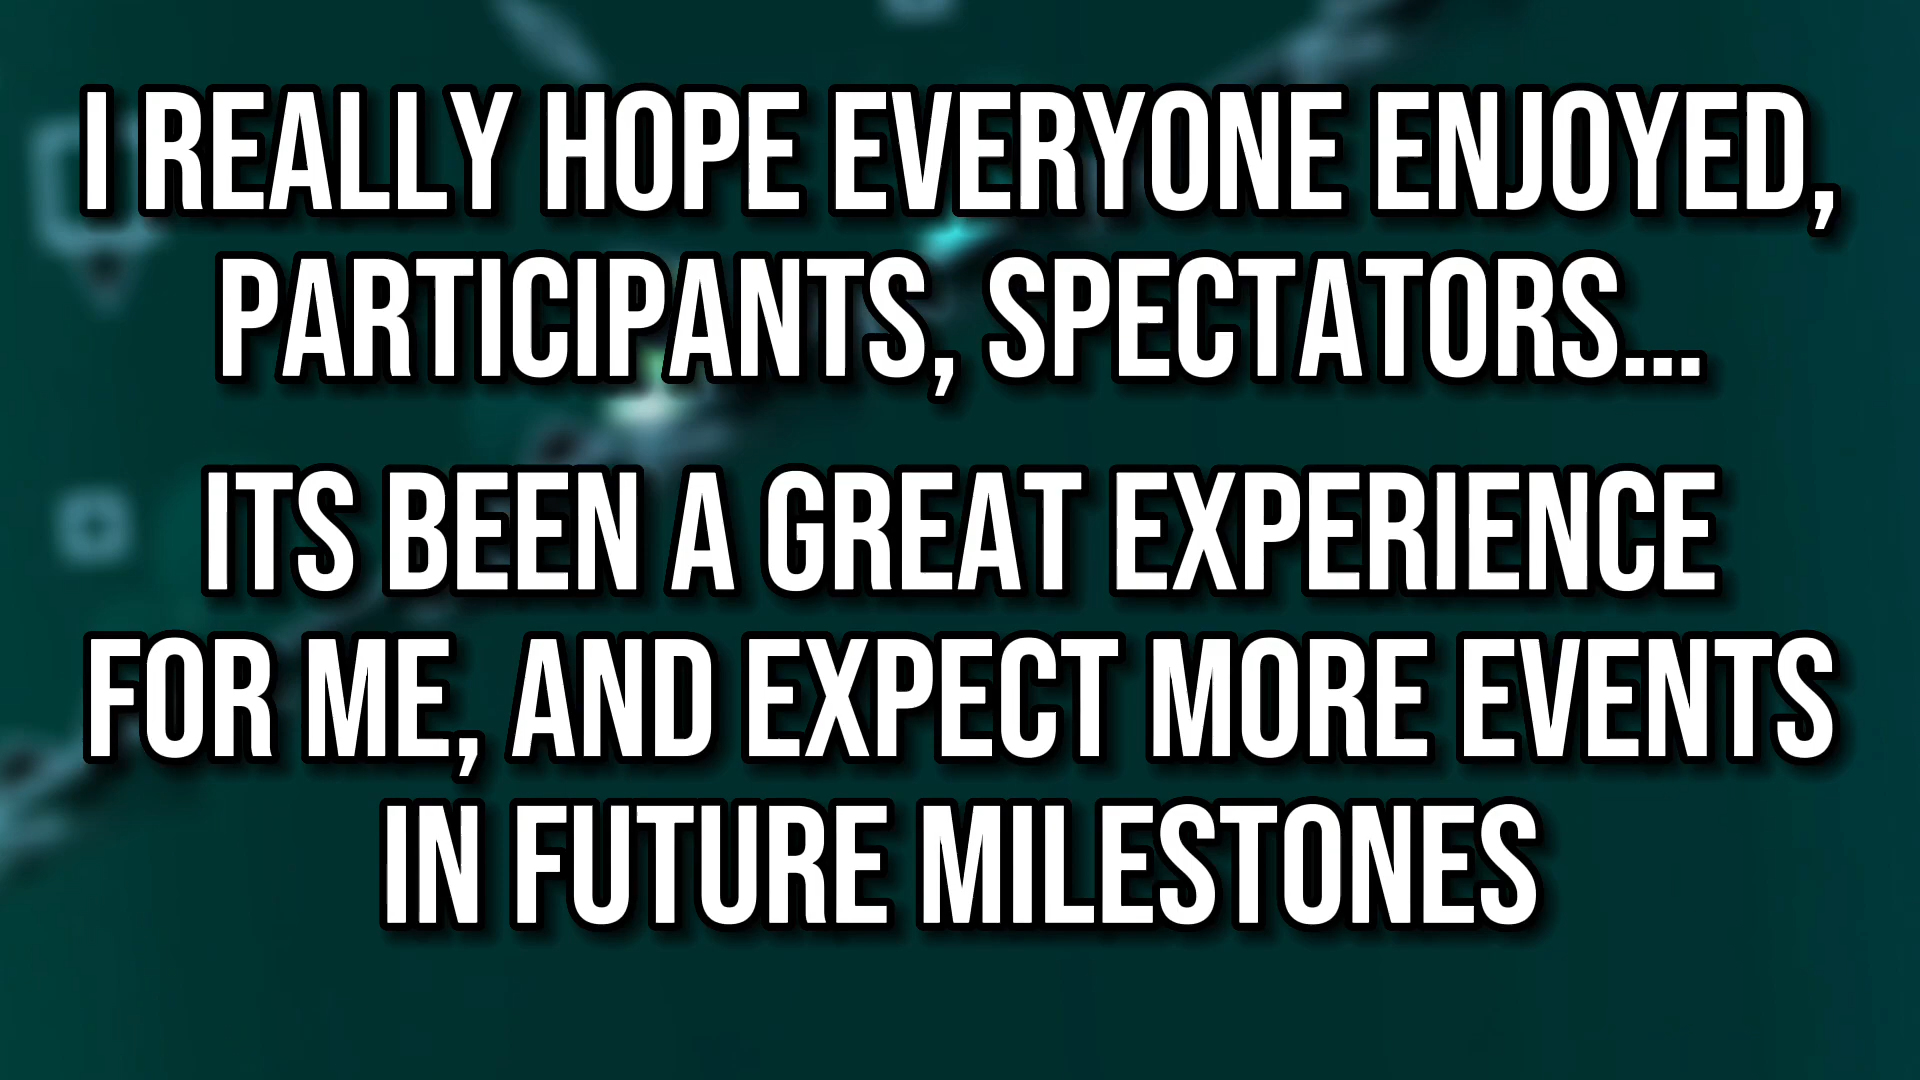 I REALLY HOPE EVERYONE ENJOYED,
PARTICIPANTS, SPECTATORS...
ITS BEEN A GREAT EXPERIENCE
FOR ME, AND EXPECT MORE EVENTS
IN FUTURE MILESTONES